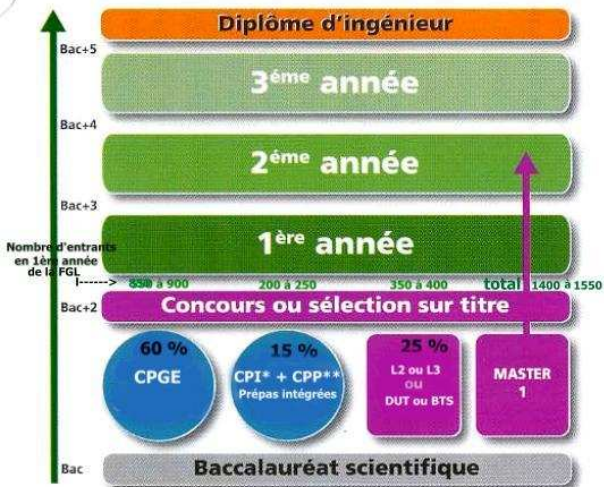 Diplôme d'ingénieur
Bac+5
3éme année
Bac+4
2éme année
Bac+3
1ère année
Nombre d'entrants
en 1ère année
de la FGL
I------> 850 à 900 200 à 250 350 à 400 total 1400 à 1550
Bac+2
Concours ou sélection sur titre
60 %
CPGE
15 %
CPI* + CPP**
Prépas intégrées
25 %
L2 ou L3
ou
DUT ou BTS
MASTER
1
Bac
Baccalauréat scientifique